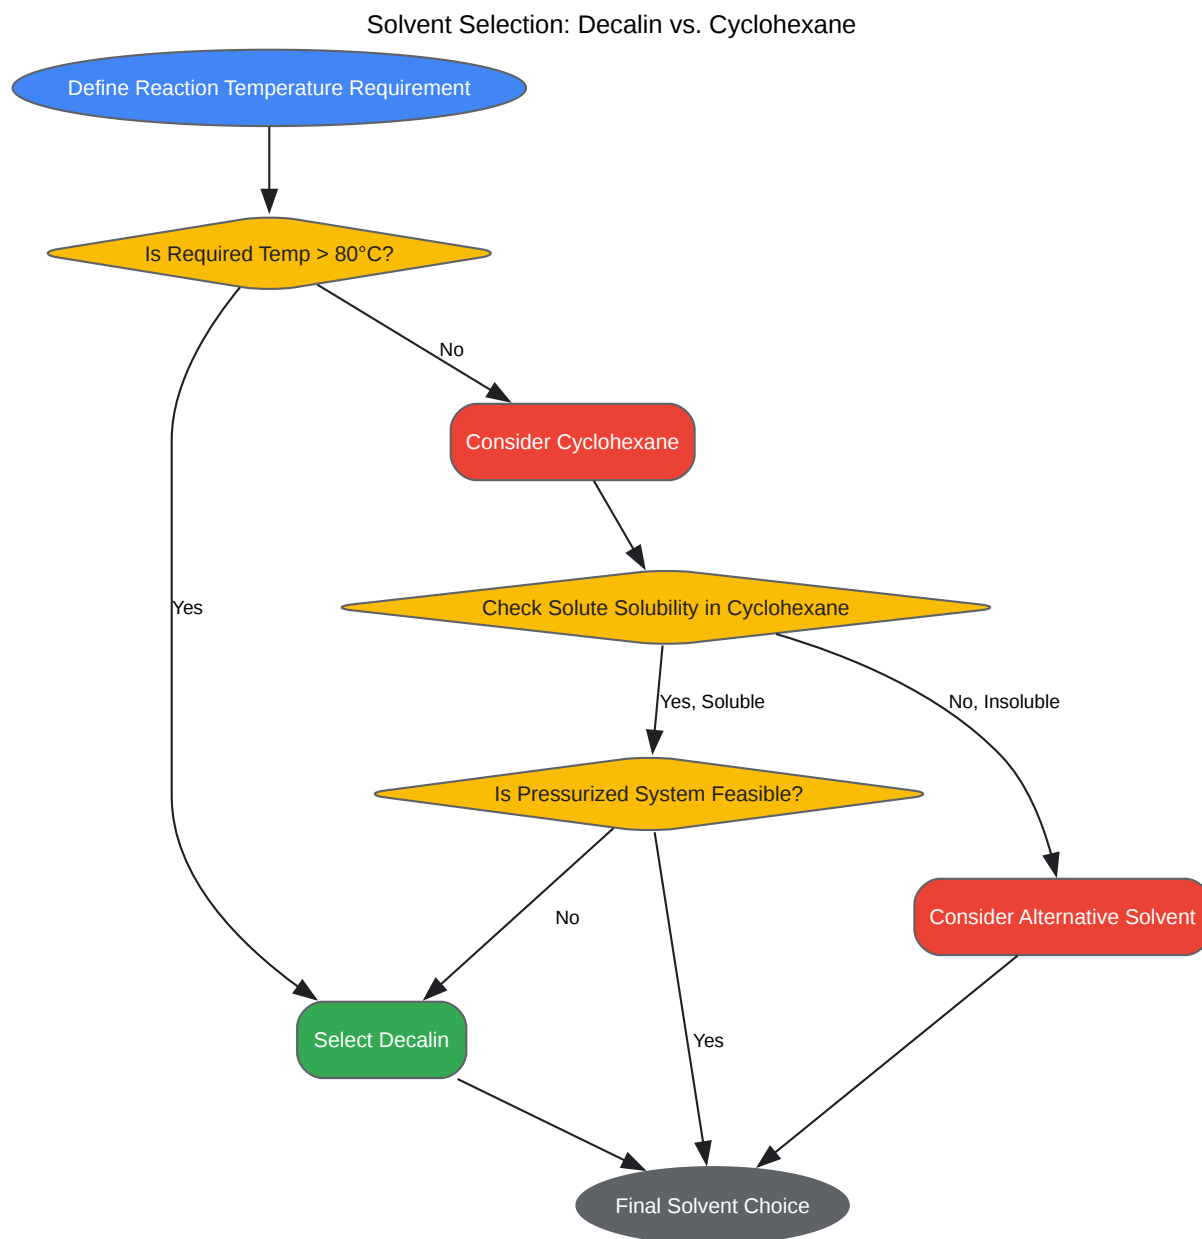 Solvent Selection: Decalin vs. Cyclohexane
Define Reaction Temperature Requirement
Is Required Temp > 80°C?
No
Consider Cyclohexane
Yes
Check Solute Solubility in Cyclohexane
Yes, Soluble
No, Insoluble
Is Pressurized System Feasible?
No
Consider Alternative Solvent
Select Decalin
Yes
Final Solvent Choice